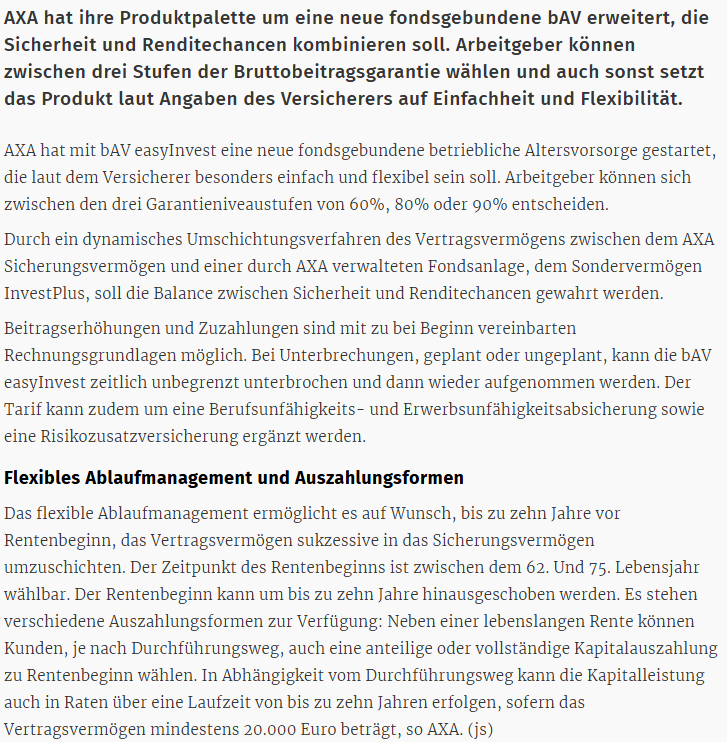 AXA hat ihre Produktpalette um eine neue fondsgebundene bAV erweitert, die
Sicherheit und Renditechancen kombinieren soll. Arbeitgeber können
zwischen drei Stufen der Bruttobeitragsgarantie wählen und auch sonst setzt
das Produkt laut Angaben des Versicherers auf Einfachheit und Flexibilität.
AXA hat mit bAV easyInvest eine neue fondsgebundene betriebliche Altersvorsorge gestartet,
die laut dem Versicherer besonders einfach und flexibel sein soll. Arbeitgeber können sich
zwischen den drei Garantieniveaustufen von 60%, 80% oder 90% entscheiden.
Durch ein dynamisches Umschichtungsverfahren des Vertragsvermögens zwischen dem AXA
Sicherungsvermögen und einer durch AXA verwalteten Fondsanlage, dem Sondervermögen
InvestPlus, soll die Balance zwischen Sicherheit und Renditechancen gewahrt werden.
Beitragserhöhungen und Zuzahlungen sind mit zu bei Beginn vereinbarten
Rechnungsgrundlagen möglich. Bei Unterbrechungen, geplant oder ungeplant, kann die bAV
easyInvest zeitlich unbegrenzt unterbrochen und dann wieder aufgenommen werden. Der
Tarif kann zudem um eine Berufsunfähigkeits- und Erwerbsunfähigkeitsabsicherung sowie
eine Risikozusatzversicherung ergänzt werden.
Flexibles Ablaufmanagement und Auszahlungsformen
Das flexible Ablaufmanagement ermöglicht es auf Wunsch, bis zu zehn Jahre vor
Rentenbeginn, das Vertragsvermögen sukzessive in das Sicherungsvermögen
umzuschichten. Der Zeitpunkt des Rentenbeginns ist zwischen dem 62. Und 75. Lebensjahr
wählbar. Der Rentenbeginn kann um bis zu zehn Jahre hinausgeschoben werden. Es stehen
verschiedene Auszahlungsformen zur Verfügung: Neben einer lebenslangen Rente können
Kunden, je nach Durchführungsweg, auch eine anteilige oder vollständige Kapitalauszahlung
zu Rentenbeginn wählen. In Abhängigkeit vom Durchführungsweg kann die Kapitalleistung
auch in Raten über eine Laufzeit von bis zu zehn Jahren erfolgen, sofern das
Vertragsvermögen mindestens 20.000 Euro beträgt, so AXA. (js)